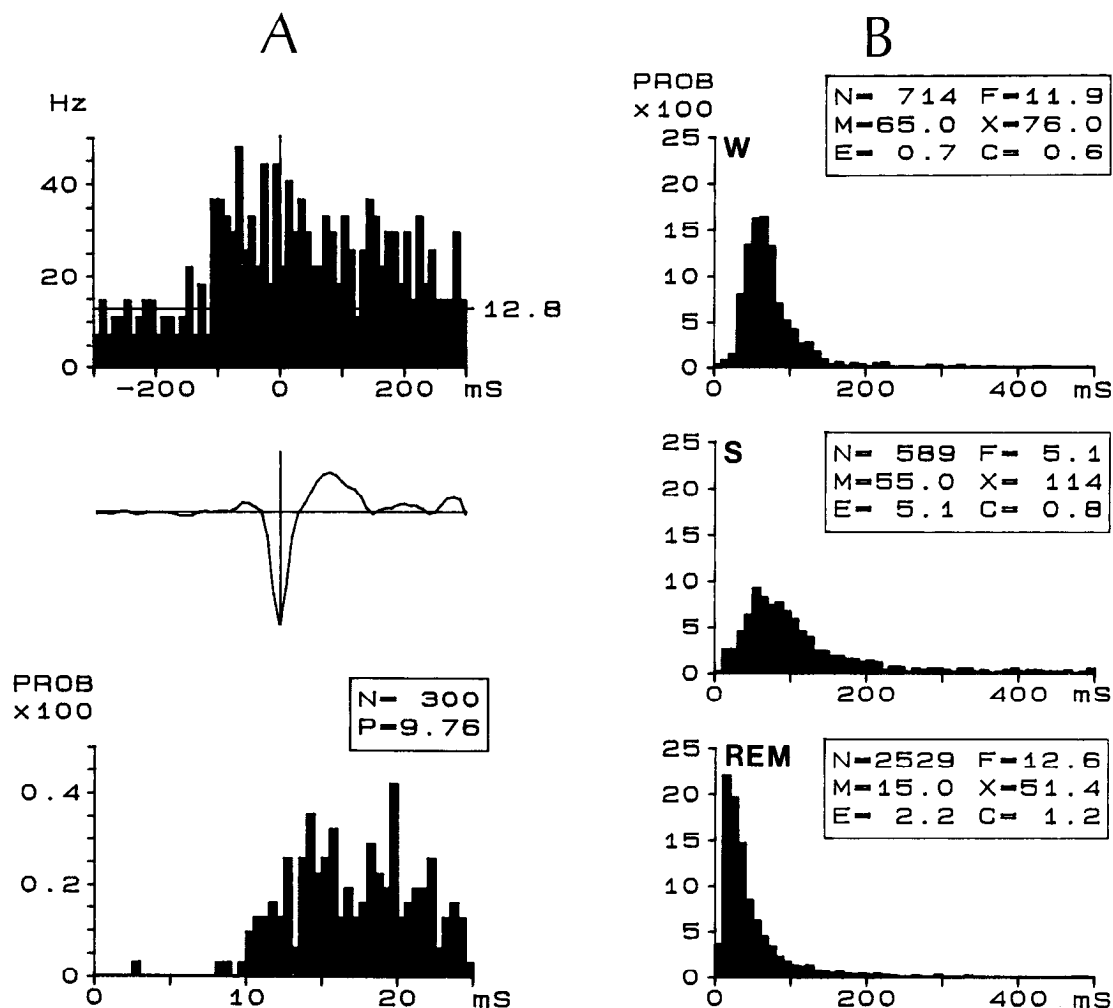 A
Hz
40
20
0
12.8
-200 0 200 mS
PROB
x100
N= 300
P=9.76
0.4
0.2
0
0 10 20 mS
B
PROB
x100
W
N= 714 F=11.9
M=65.0 X=76.0
E= 0.7 C= 0.6
25
20
15
10
5
0
0 200 400 mS
S
N= 589 F= 5.1
M=55.0 X= 114
E= 5.1 C= 0.8
25
20
15
10
5
0
0 200 400 mS
REM
N=2529 F=12.6
M=15.0 X=51.4
E= 2.2 C= 1.2
25
20
15
10
5
0
0 200 400 mS